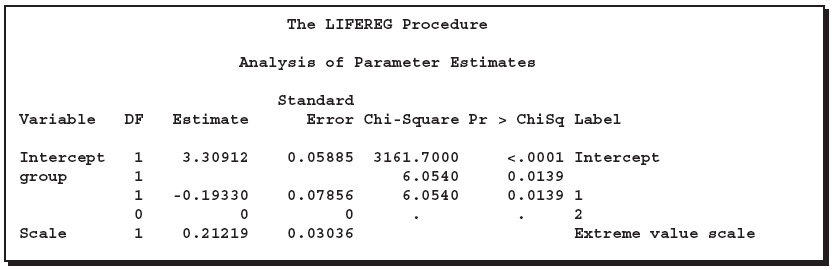 The LIFEREG Procedure
Analysis of Parameter Estimates
Standard
Variable DF Estimate Error Chi-Square Pr > ChiSq Label
Intercept 1 3.30912 0.05885 3161.7000 <.0001 Intercept
group 1 6.0540 0.0139
1 -0.19330 0.07856 6.0540 0.0139 1
0 0 0 . . 2
Scale 1 0.21219 0.03036 Extreme value scale